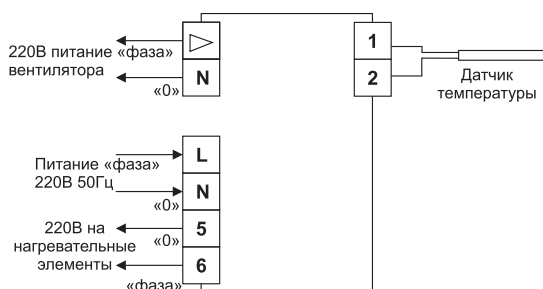 220В питание «фаза»
вентилятора
«0»
N
1
2
Датчик
температуры
Питание «фаза»
220В 50Гц
«0»
L
N
220В на
нагревательные
элементы
«0»
5
6
«фаза»